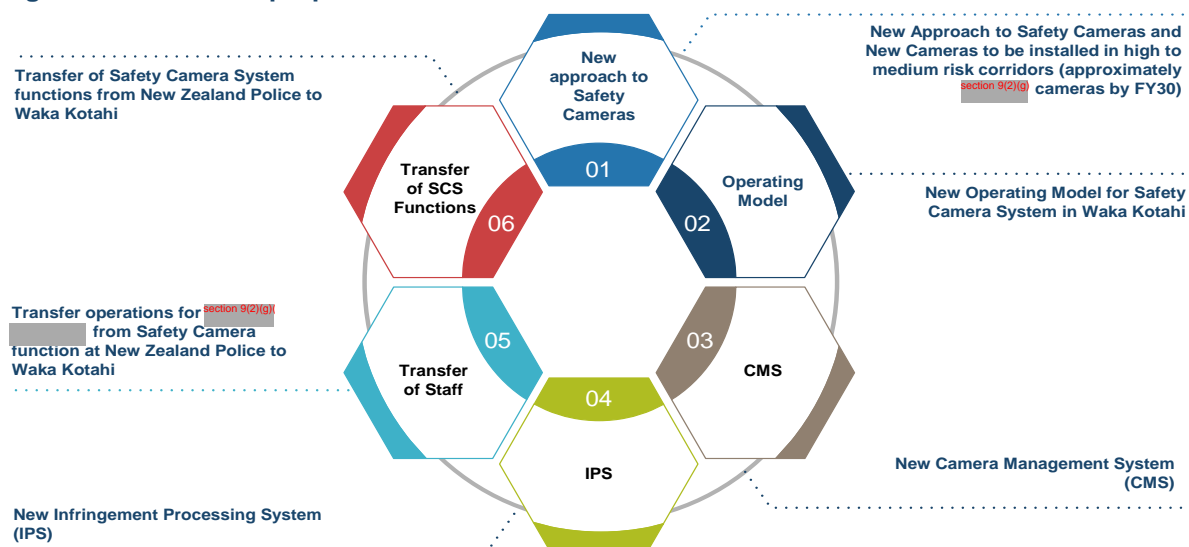 New Approach to Safety Cameras and
New Cameras to be installed in high to
medium risk corridors (approximately
section 9(2)(g) cameras by FY30)
Transfer of Safety Camera System
functions from New Zealand Police to
Waka Kotahi
New
approach to
Safety
Cameras
01
Operating
Model
02
New Operating Model for Safety
Camera System in Waka Kotahi
Transfer
of SCS
Functions
06
Transfer operations for section 9(2)(g)(
from Safety Camera
function at New Zealand Police to
Waka Kotahi
05
Transfer
of Staff
03
CMS
04
IPS
New Camera Management System
(CMS)
New Infringement Processing System
(IPS)